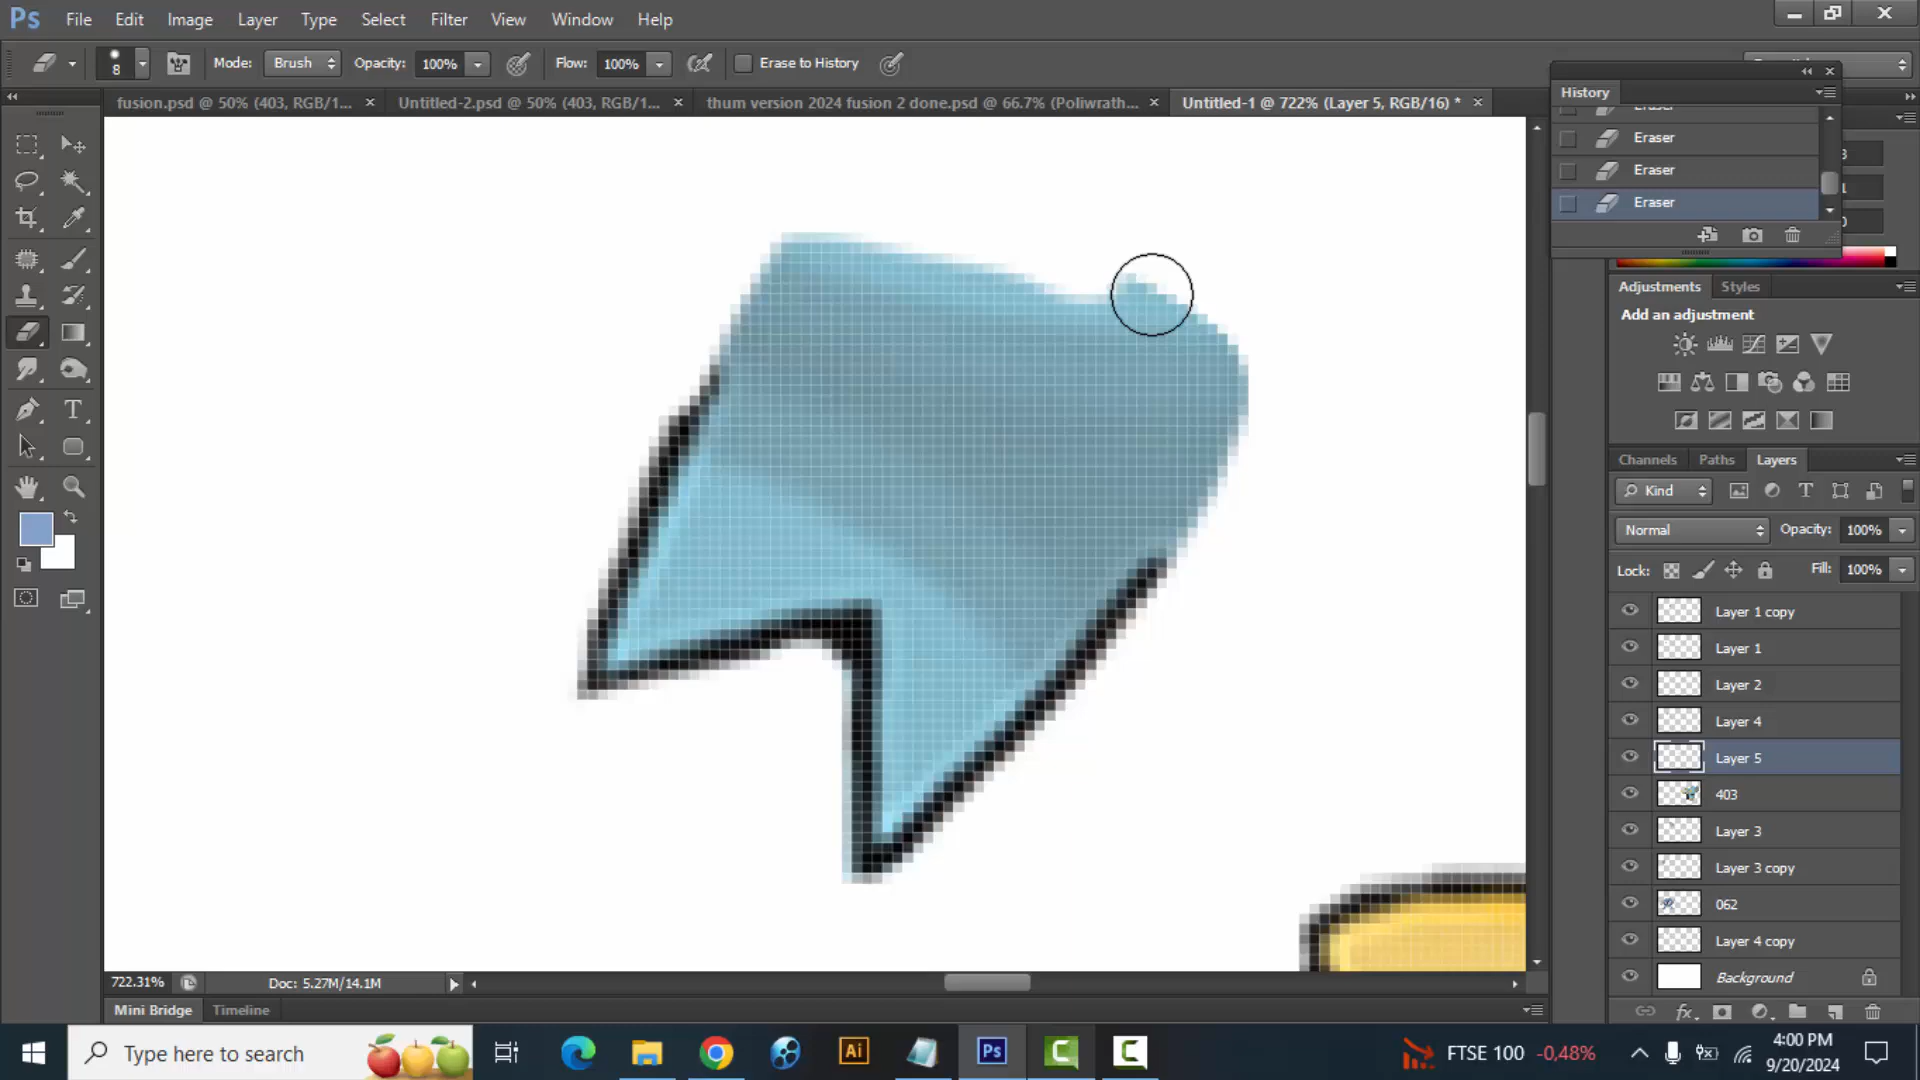 Ps File Edit Image Layer Type Select Filter View Window Help
8 Mode: Brush Opacity: 100% Flow: 100% Erase to History
fusion.psd @ 50% (403, RGB/1... Untitled-2.psd @ 50% (403, RGB/1... thum version 2024 fusion 2 done.psd @ 66.7% (Poliwrath... Untitled-1 @ 722% (Layer 5, RGB/16) *
History
Eraser
Eraser
Eraser
Eraser
Adjustments Styles
Add an adjustment
Channels Paths Layers
Kind
Normal Opacity: 100%
Lock: Fill: 100%
Layer 1 copy
Layer 1
Layer 2
Layer 4
Layer 5
403
Layer 3
Layer 3 copy
062
Layer 4 copy
Background
722.31% Doc: 5.27M/14.1M
Mini Bridge Timeline
Type here to search Ai Ps FTSE 100 -0,48% 4:00 PM
9/20/2024